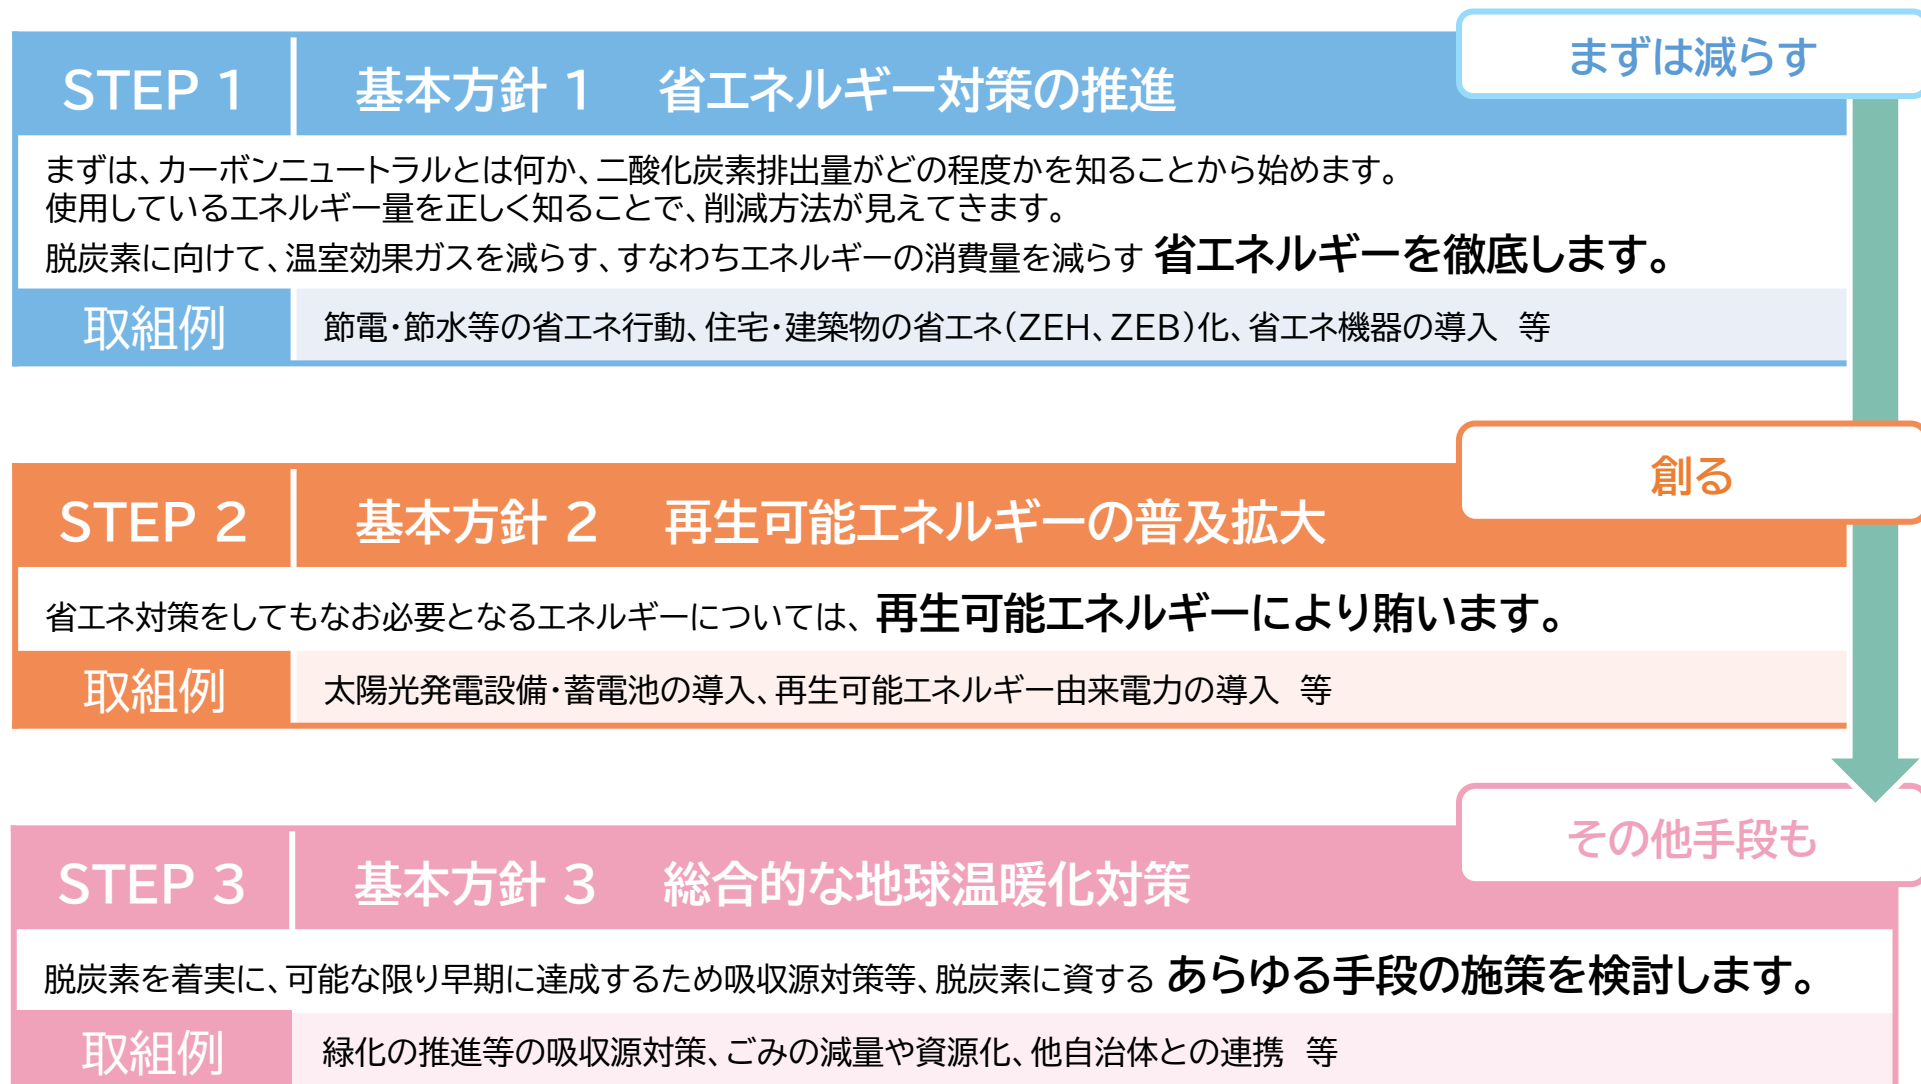 まずは減らす
STEP 1 基本方針 1 省エネルギー対策の推進
まずは、カーボンニュートラルとは何か、二酸化炭素排出量がどの程度かを知ることから始めます。
使用しているエネルギー量を正しく知ることで、削減方法が見えてきます。
脱炭素に向けて、温室効果ガスを減らす、すなわちエネルギーの消費量を減らす 省エネルギーを徹底します。
取組例 節電・節水等の省エネ行動、住宅・建築物の省エネ(ZEH、ZEB)化、省エネ機器の導入 等
創る
STEP 2 基本方針 2 再生可能エネルギーの普及拡大
省エネ対策をしてもなお必要となるエネルギーについては、再生可能エネルギーにより賄います。
取組例 太陽光発電設備・蓄電池の導入、再生可能エネルギー由来電力の導入 等
その他手段も
STEP 3 基本方針 3 総合的な地球温暖化対策
脱炭素を着実に、可能な限り早期に達成するため吸収源対策等、脱炭素に資する あらゆる手段の施策を検討します。
取組例 緑化の推進等の吸収源対策、ごみの減量や資源化、他自治体との連携 等